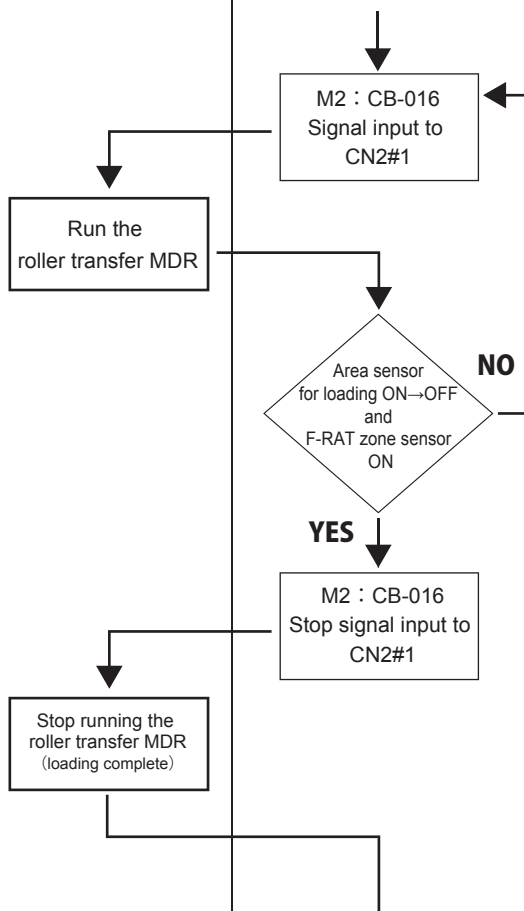 M2：CB-016
Signal input to
CN2#1
Run the
roller transfer MDR
Area sensor
for loading ON→OFF
and
F-RAT zone sensor
ON
NO
YES
M2：CB-016
Stop signal input to
CN2#1
Stop running the
roller transfer MDR
（loading complete）